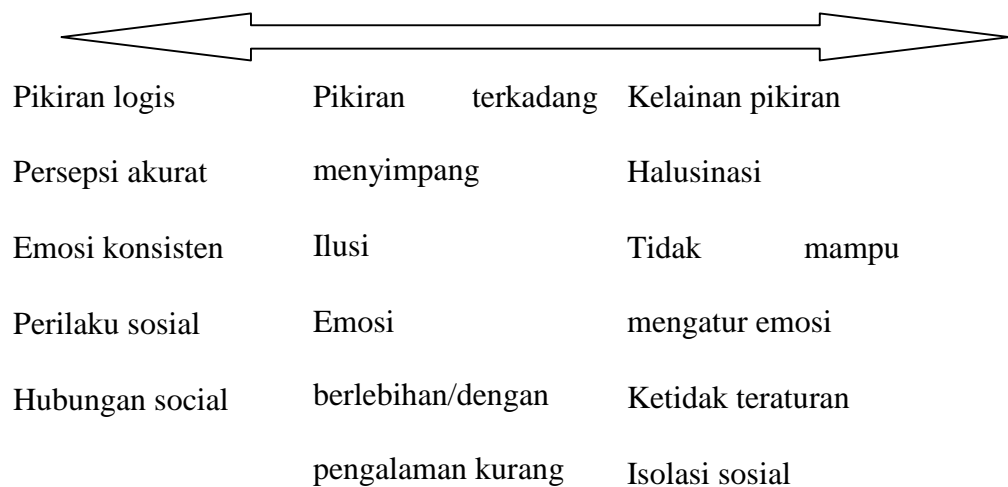 Pikiran logis
Persepsi akurat
Emosi konsisten
Perilaku sosial
Hubungan social
Pikiran terkadang
menyimpang
Ilusi
Emosi
berlebihan/dengan
pengalaman kurang
Kelainan pikiran
Halusinasi
Tidak mampu
mengatur emosi
Ketidak teraturan
Isolasi sosial